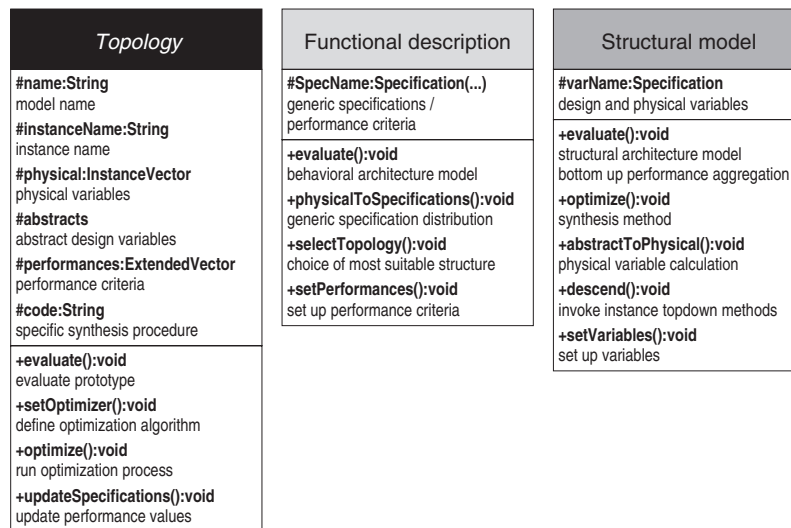 Topology
#name:String
model name
#instanceName:String
instance name
#physical:InstanceVector
physical variables
#abstracts
abstract design variables
#performances:ExtendedVector
performance criteria
#code:String
specific synthesis procedure
+evaluate():void
evaluate prototype
+setOptimizer():void
define optimization algorithm
+optimize():void
run optimization process
+updateSpecifications():void
update performance values
Functional description
#SpecName:Specification(...)
generic specifications /
performance criteria
+evaluate():void
behavioral architecture model
+physicalToSpecifications():void
generic specification distribution
+selectTopology():void
choice of most suitable structure
+setPerformances():void
set up performance criteria
Structural model
#varName:Specification
design and physical variables
+evaluate():void
structural architecture model
bottom up performance aggregation
+optimize():void
synthesis method
+abstractToPhysical():void
physical variable calculation
+descend():void
invoke instance topdown methods
+setVariables():void
set up variables